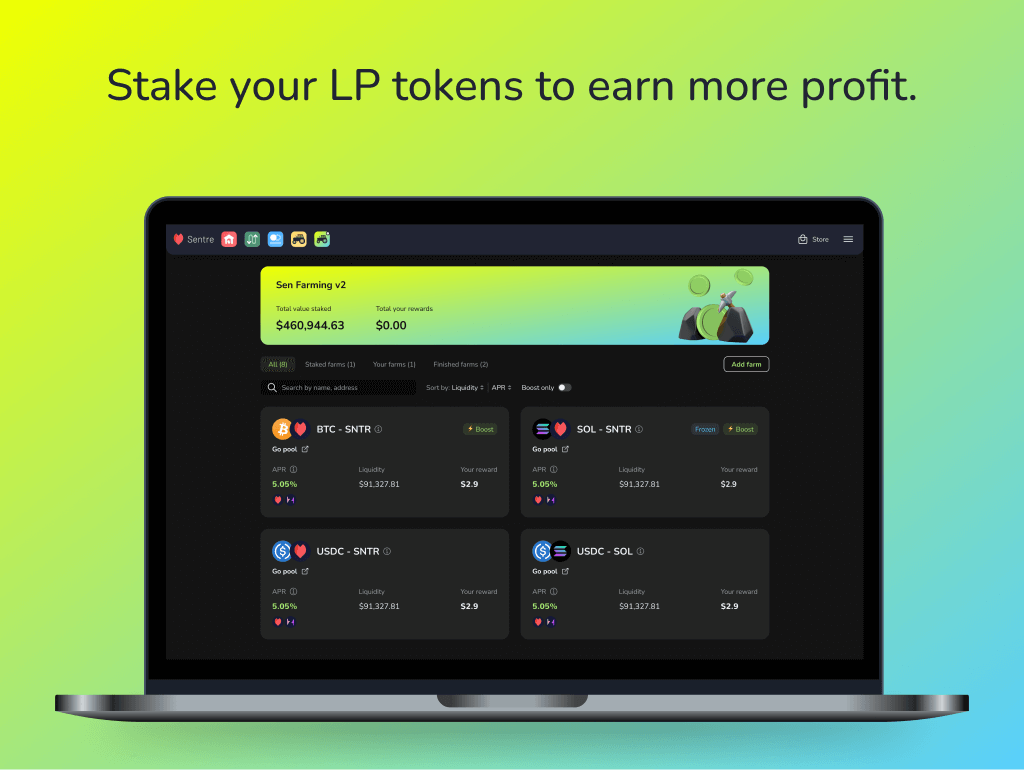 Stake your LP tokens to earn more profit.
Sentre
Store
Sen Farming v2
Total value staked Total your rewards
$460,944.63 $0.00
All (8) Staked farms (1) Your farms (1) Finished farms (2) Add farm
Search by name, address Sort by: Liquidity APR Boost only
BTC - SNTR Boost
Go pool
APR Liquidity Your reward
5.05% $91,327.81 $2.9
SOL - SNTR Frozen Boost
Go pool
APR Liquidity Your reward
5.05% $91,327.81 $2.9
USDC - SNTR
Go pool
APR Liquidity Your reward
5.05% $91,327.81 $2.9
USDC - SOL
Go pool
APR Liquidity Your reward
5.05% $91,327.81 $2.9